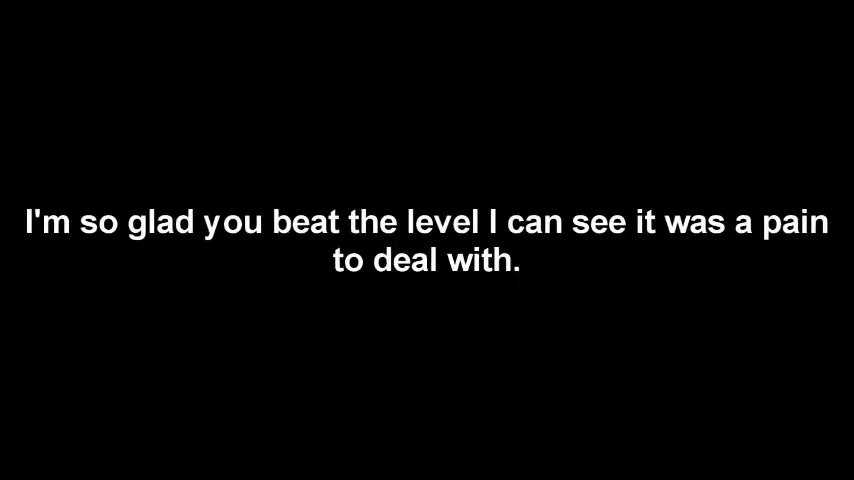 I'm so glad you beat the level I can see it was a pain
to deal with.